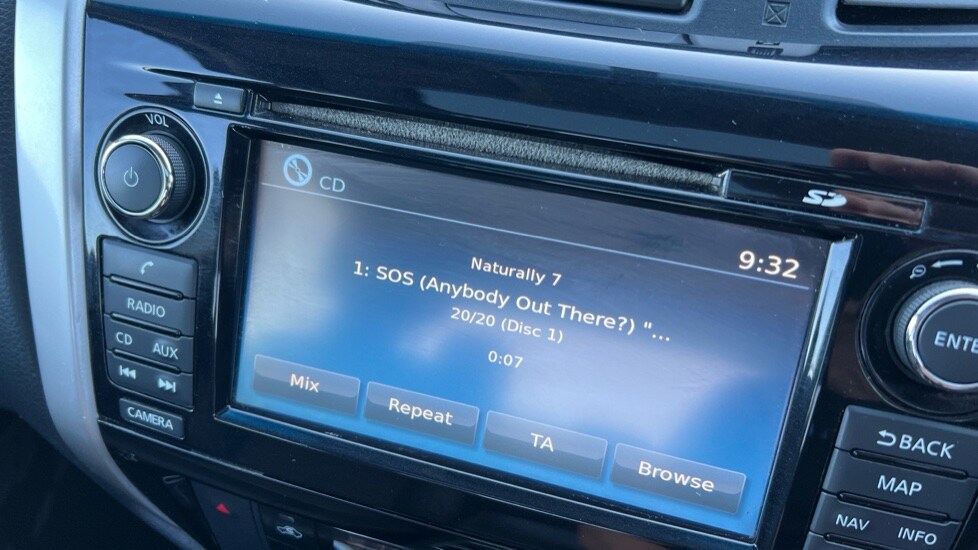 VOL
SD
CD
9:32
Naturally 7
1: SOS (Anybody Out There?) "...
20/20 (Disc 1)
0:07
Mix
Repeat
TA
Browse
RADIO
CD AUX
CAMERA
ENTE
BACK
MAP
NAV INFO